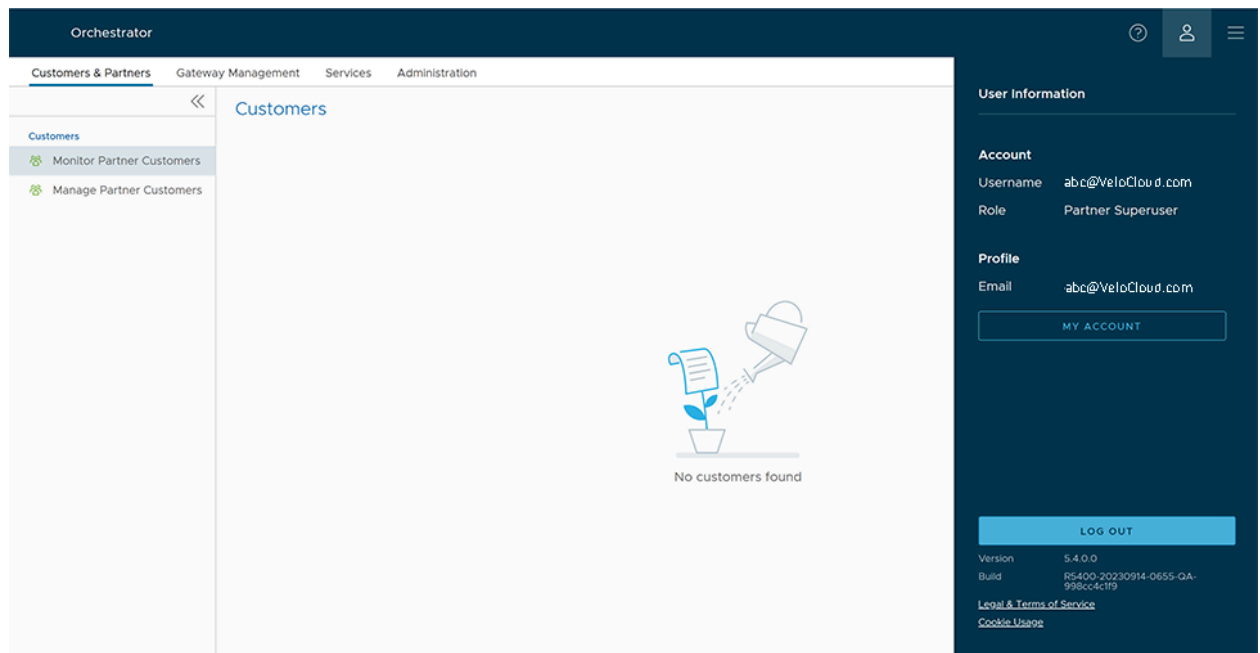 Orchestrator
Customers & Partners Gateway Management Services Administration
Customers
Customers
Monitor Partner Customers
Manage Partner Customers
No customers found
User Information
Account
Username abc@VeloCloud.com
Role Partner Superuser
Profile
Email abc@VeloCloud.com
MY ACCOUNT
LOG OUT
Version 5.4.0.0
Build R5400-20230914-0655-QA-
998cc4c1f9
Legal & Terms of Service
Cookie Usage